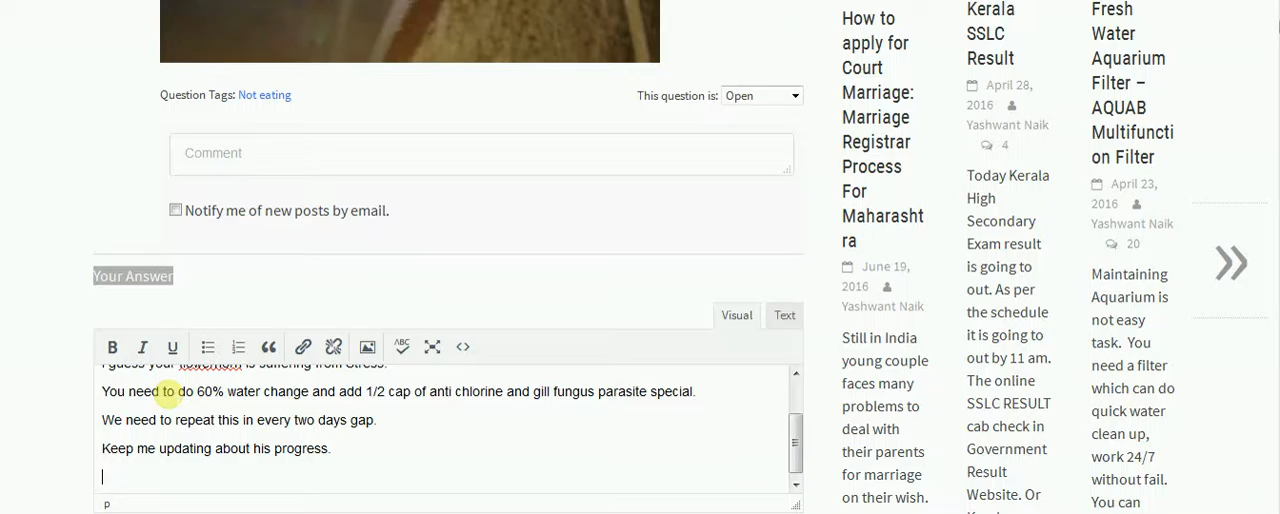 Question Tags: Not eating
This question is: Open
Comment
Notify me of new posts by email.
Your Answer
Visual
Text
B I U
ABC
I guess your flowerhorn is suffering from Stress.
You need to do 60% water change and add 1/2 cap of anti chlorine and gill fungus parasite special.
We need to repeat this in every two days gap.
Keep me updating about his progress.
p
How to
apply for
Court
Marriage:
Marriage
Registrar
Process
For
Maharasht
ra
June 19,
2016
Yashwant Naik
Still in India
young couple
faces many
problems to
deal with
their parents
for marriage
on their wish.
Kerala
SSLC
Result
April 28,
2016
Yashwant Naik
4
Today Kerala
High
Secondary
Exam result
is going to
out. As per
the schedule
it is going to
out by 11 am.
The online
SSLC RESULT
cab check in
Government
Result
Website. Or
Fresh
Water
Aquarium
Filter –
AQUAB
Multifuncti
on Filter
April 23,
2016
Yashwant Naik
20
Maintaining
Aquarium is
not easy
task. You
need a filter
which can do
quick water
clean up,
work 24/7
without fail.
You can